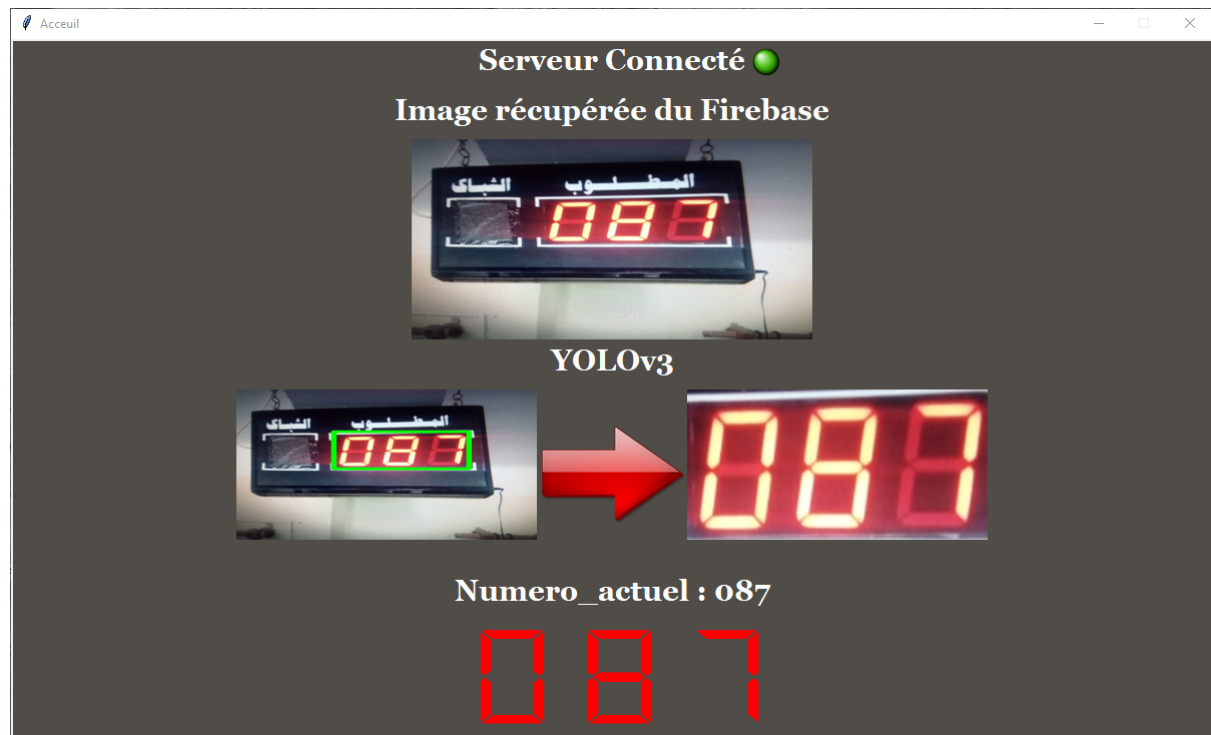 Acceuil
Serveur Connecté
Image récupérée du Firebase
المطلوب الشباك
087
YOLOv3
المطلوب الشباك
087
087
Numero_actuel : 087
087